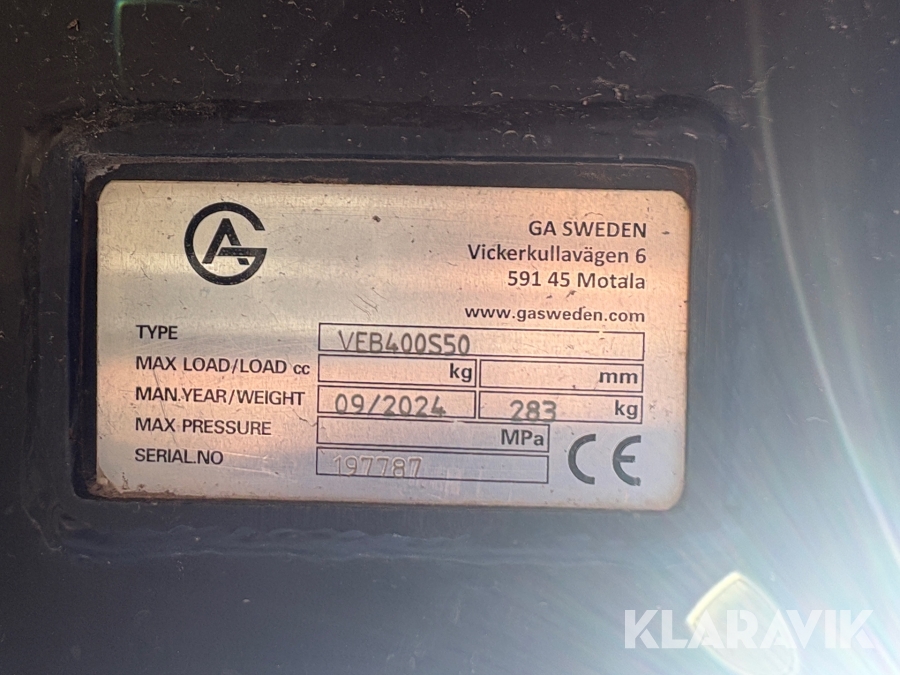 GA SWEDEN
Vickerkullavägen 6
591 45 Motala
www.gasweden.com
TYPE VEB400S50
MAX LOAD/LOAD cc kg mm
MAN.YEAR/WEIGHT 09/2024 283 kg
MAX PRESSURE MPa
SERIAL.NO 197787
CE
KLARAVIK